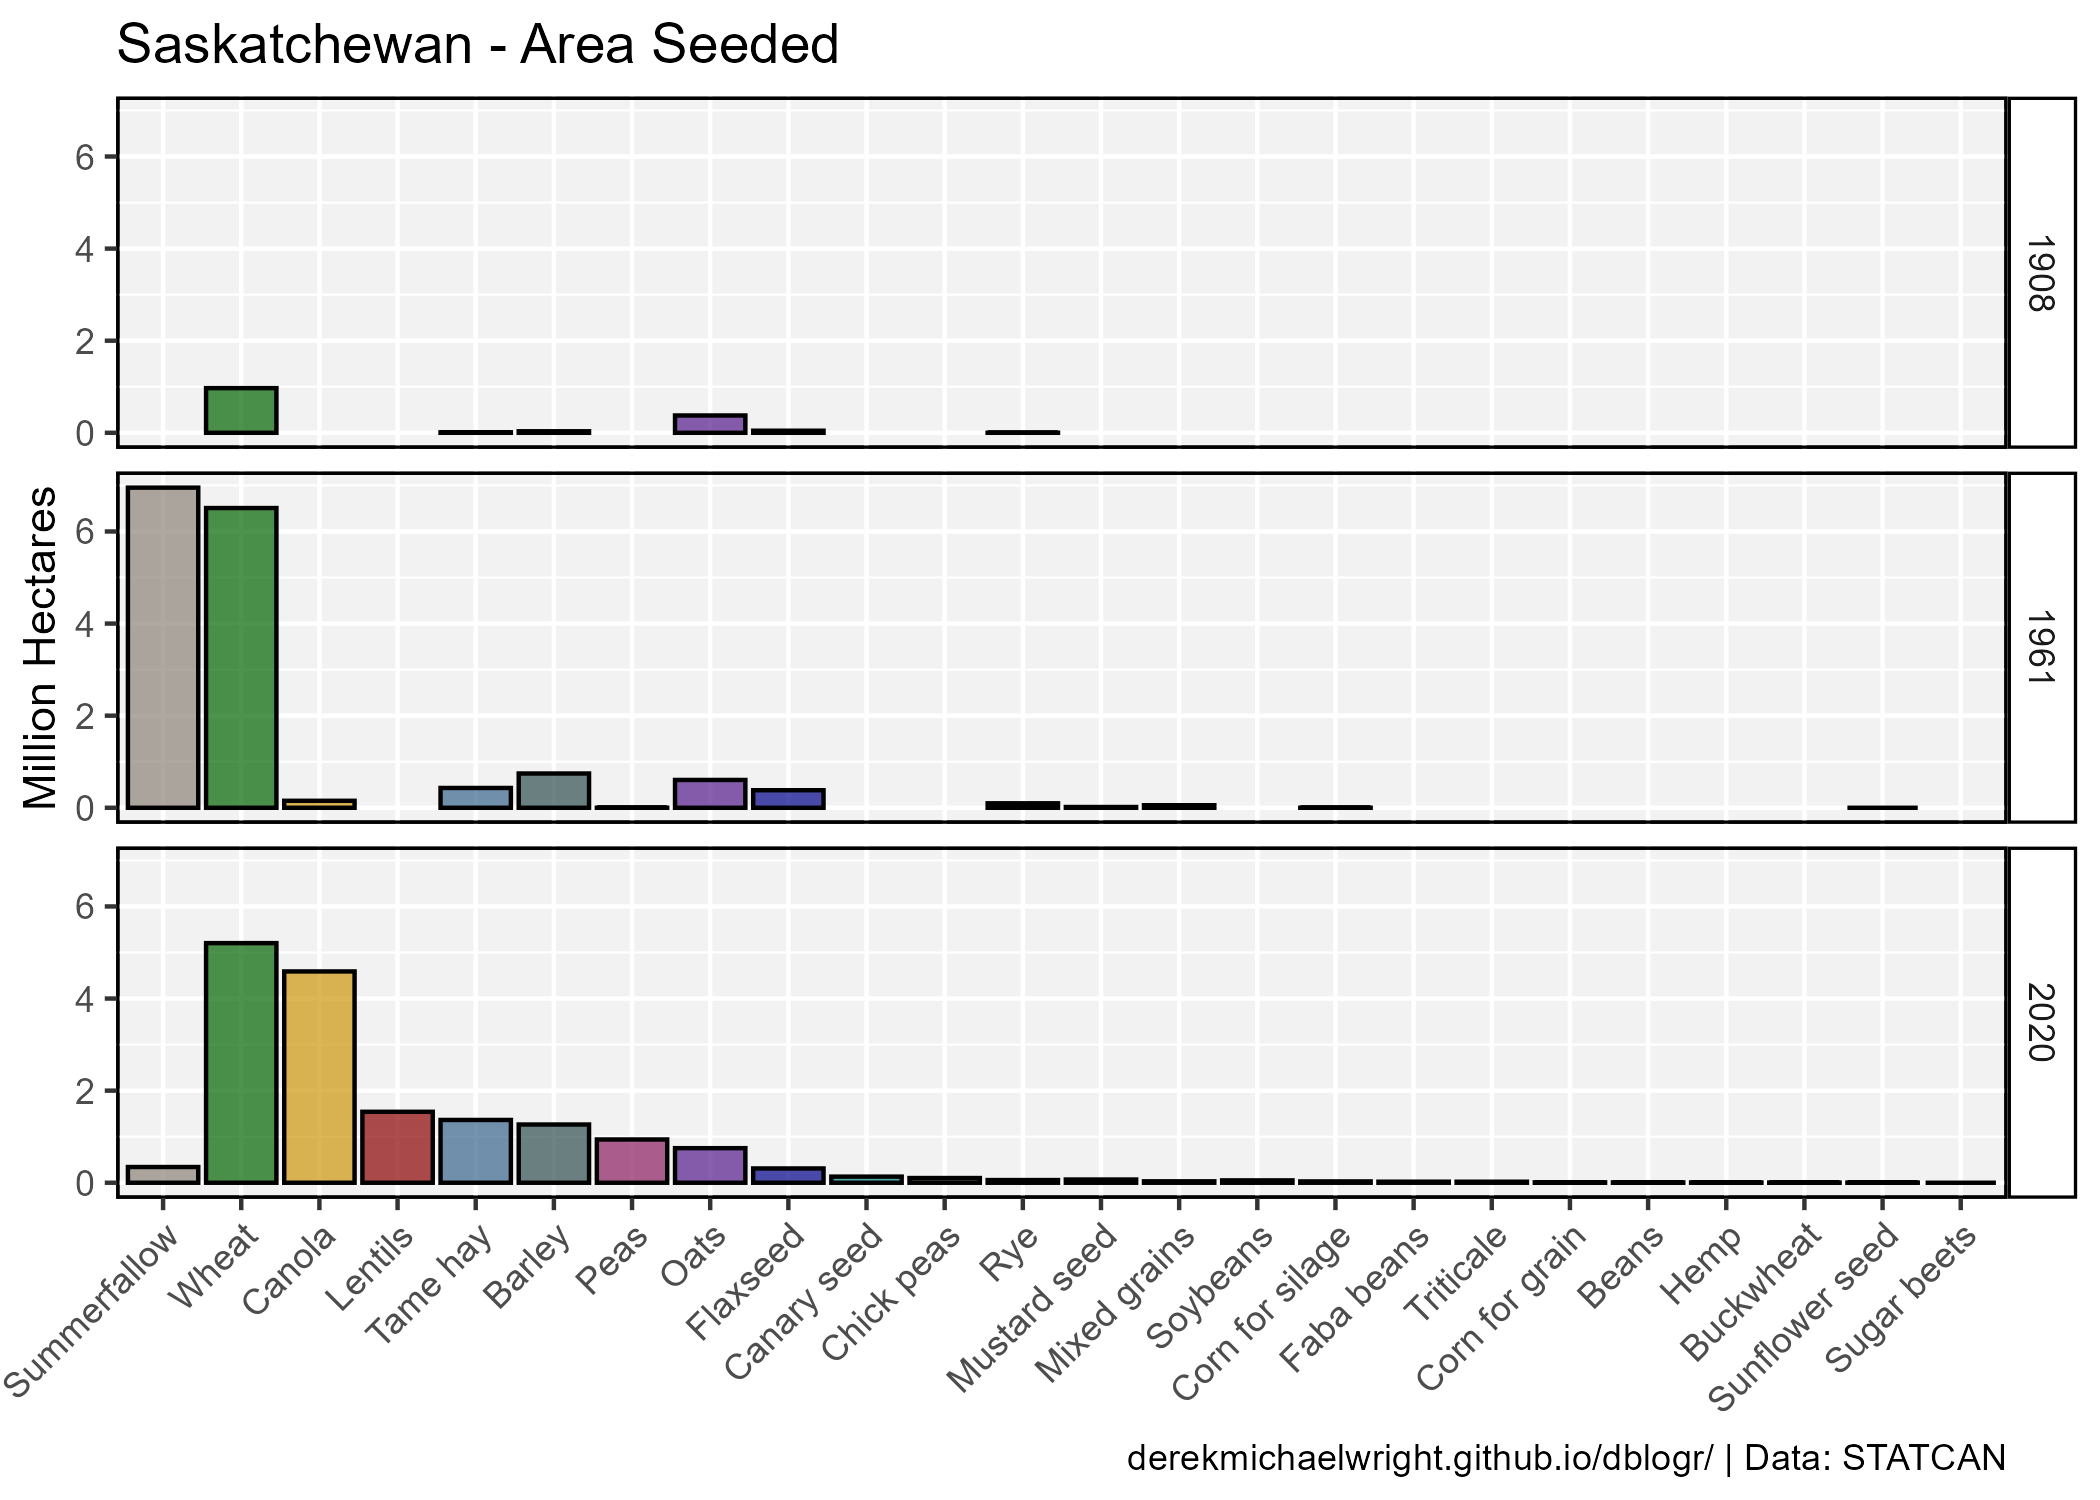 Saskatchewan - Area Seeded
Million Hectares
6
4
2
0
1908
6
4
2
0
1961
6
4
2
0
2020
Summerfallow
Wheat
Canola
Lentils
Tame hay
Barley
Peas
Oats
Flaxseed
Canary seed
Chick peas
Rye
Mustard seed
Mixed grains
Soybeans
Corn for silage
Faba beans
Triticale
Corn for grain
Beans
Hemp
Buckwheat
Sunflower seed
Sugar beets
derekmichaelwright.github.io/dblogr/ | Data: STATCAN